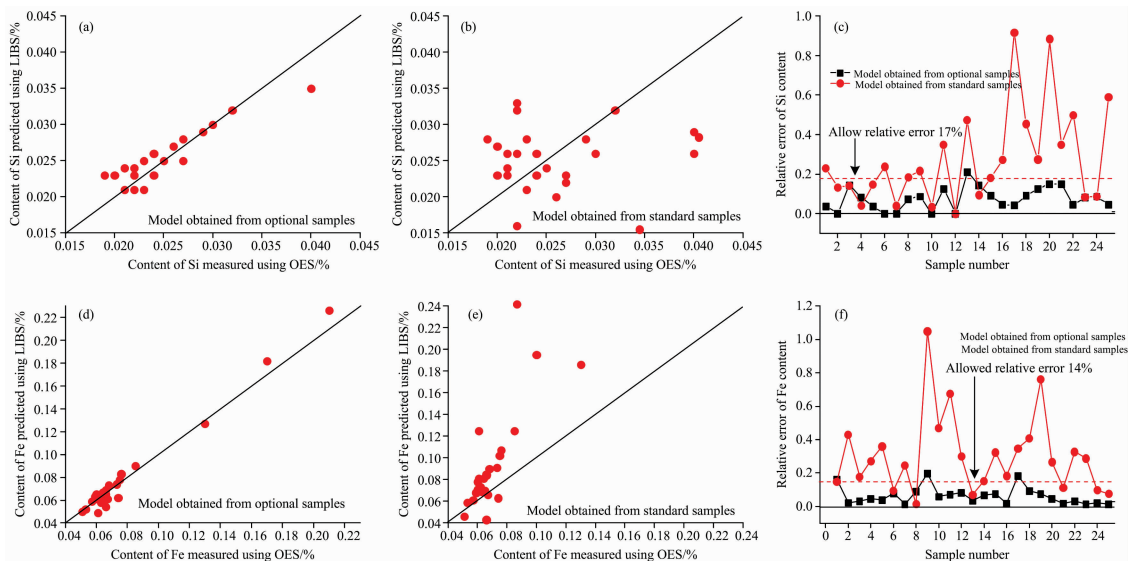 (a)
Content of Si predicted using LIBS/%
0.045
0.040
0.035
0.030
0.025
0.020
0.015
Model obtained from optional samples
0.015 0.020 0.025 0.030 0.035 0.040 0.045
Content of Si measured using OES/%
(b)
Content of Si predicted using LIBS/%
0.045
0.040
0.035
0.030
0.025
0.020
0.015
Model obtained from standard samples
0.015 0.020 0.025 0.030 0.035 0.040 0.045
Content of Si measured using OES/%
(c)
Relative error of Si content
1.0
0.8
0.6
0.4
0.2
0.0
Model obtained from optional samples
Model obtained from standard samples
Allow relative error 17%
2 4 6 8 10 12 14 16 18 20 22 24
Sample number
(d)
Content of Fe predicted using LIBS/%
0.22
0.20
0.18
0.16
0.14
0.12
0.10
0.08
0.06
0.04
Model obtained from optional samples
0.04 0.06 0.08 0.10 0.12 0.14 0.16 0.18 0.20 0.22
Content of Fe measured using OES/%
(e)
Content of Fe predicted using LIBS/%
0.24
0.22
0.20
0.18
0.16
0.14
0.12
0.10
0.08
0.06
0.04
Model obtained from standard samples
0.04 0.06 0.08 0.10 0.12 0.14 0.16 0.18 0.20 0.22 0.24
Content of Fe measured using OES/%
(f)
Relative error of Fe content
1.2
1.0
0.8
0.6
0.4
0.2
0.0
Model obtained from optional samples
Model obtained from standard samples
Allowed relative error 14%
0 2 4 6 8 10 12 14 16 18 20 22 24
Sample number